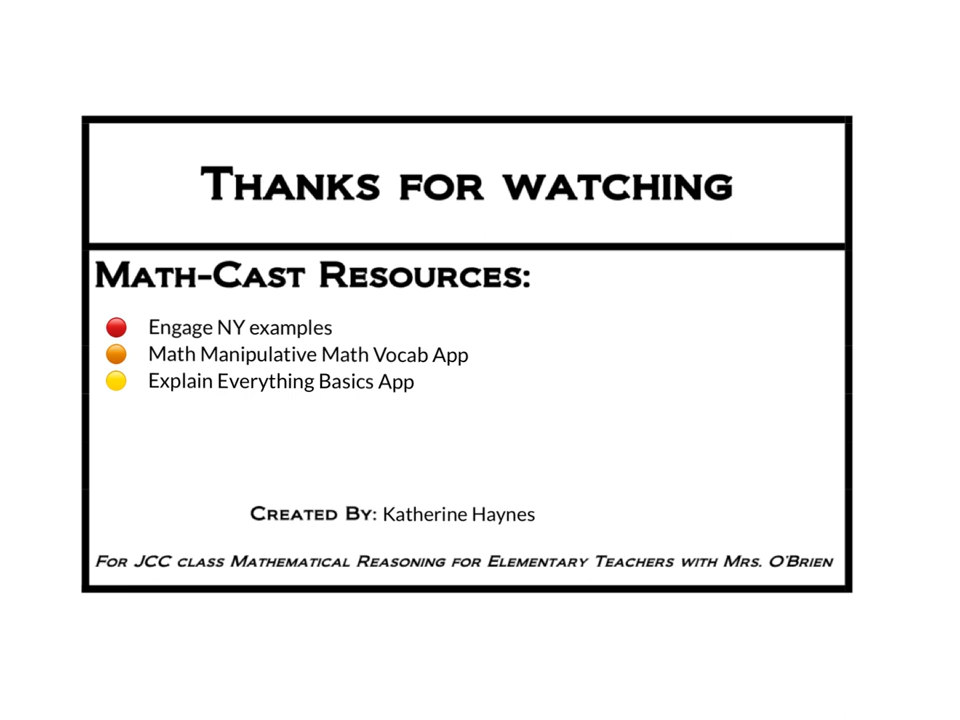 Thanks for watching
Math-Cast Resources:
Engage NY examples
Math Manipulative Math Vocab App
Explain Everything Basics App
Created By: Katherine Haynes
For JCC class Mathematical Reasoning for Elementary Teachers with Mrs. O'Brien